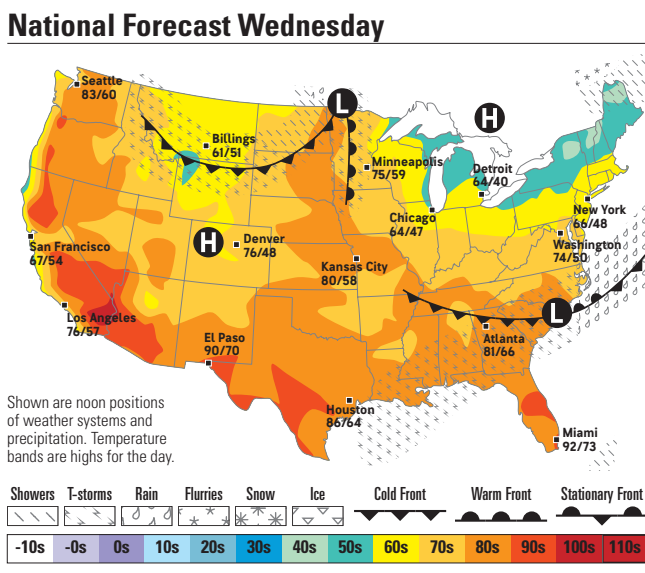 National Forecast Wednesday
L
H
Seattle
83/60
Billings
61/51
Minneapolis
75/59
Detroit
64/40
Chicago
64/47
New York
66/48
Washington
74/50
San Francisco
67/54
H
Denver
76/48
Kansas City
80/58
Los Angeles
76/57
El Paso
90/70
L
Atlanta
81/66
Houston
86/64
Miami
92/73
Shown are noon positions
of weather systems and
precipitation. Temperature
bands are highs for the day.
Showers T-storms Rain Flurries Snow Ice Cold Front Warm Front Stationary Front
-10s -0s 0s 10s 20s 30s 40s 50s 60s 70s 80s 90s 100s 110s